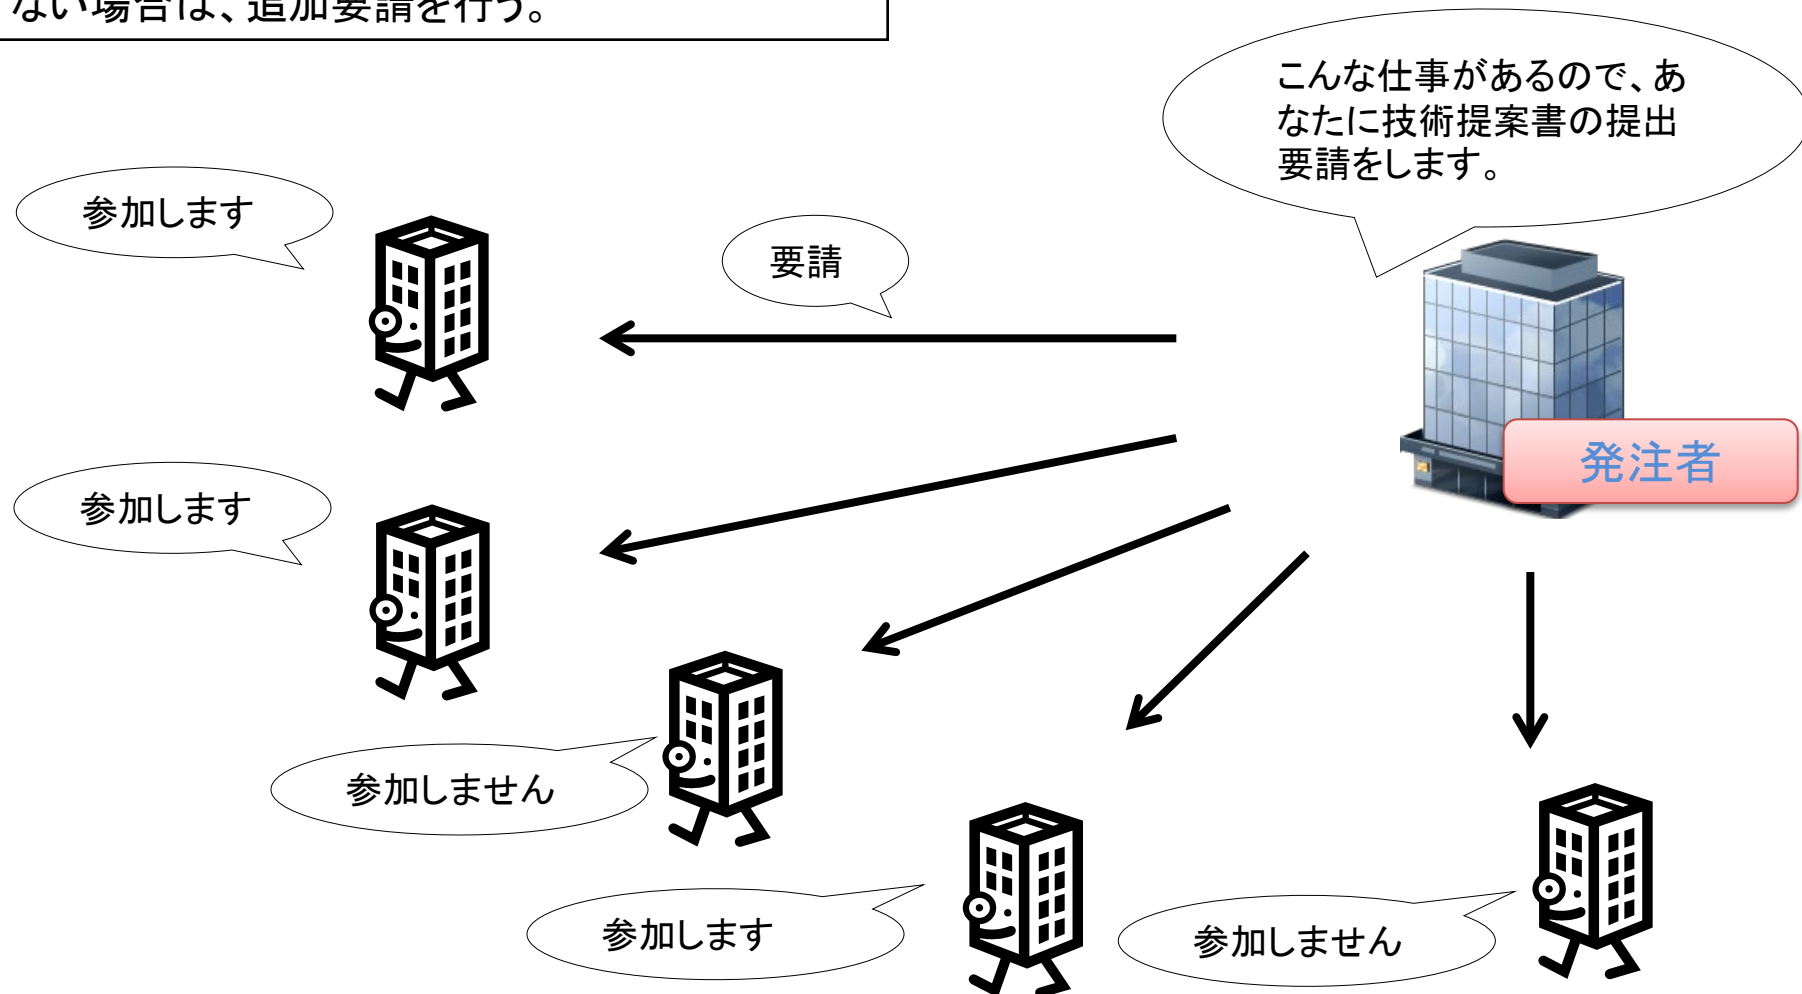 ない場合は、追加要請を行う。
こんな仕事があるので、あ
なたに技術提案書の提出
要請をします。
参加します
要請
発注者
参加します
参加しません
参加します
参加しません